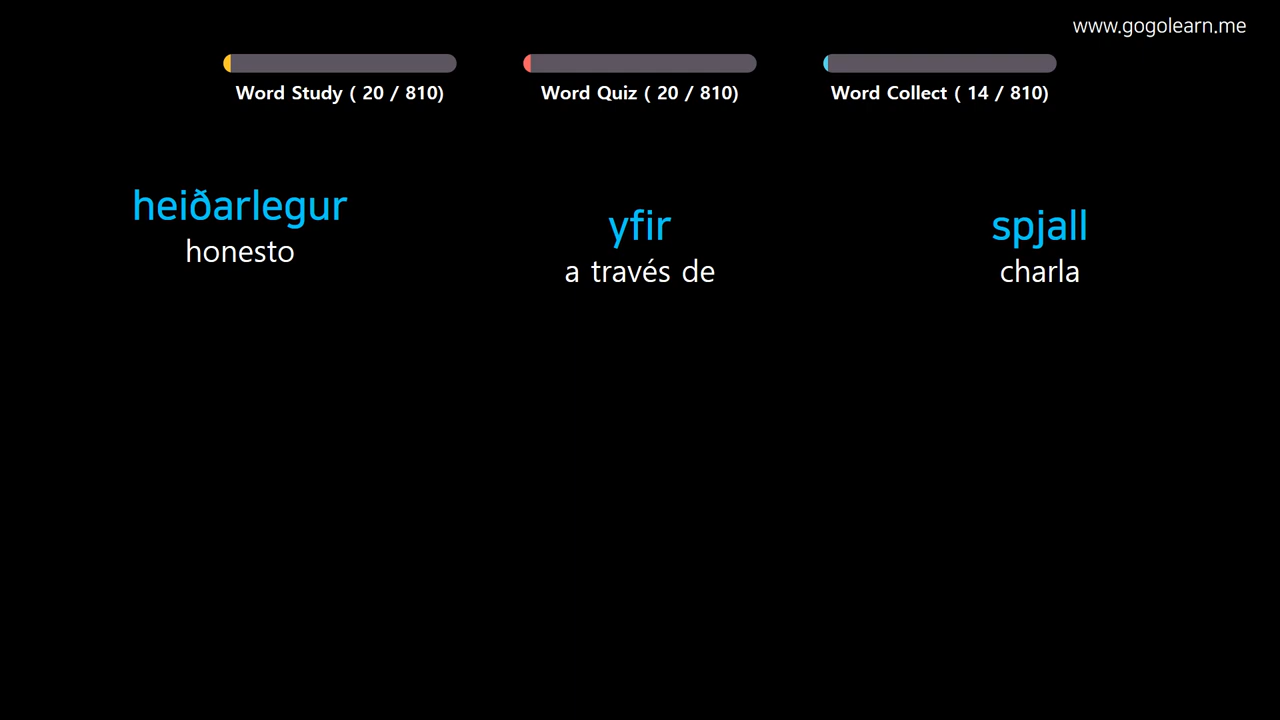 www.gogolearn.me
Word Study ( 20 / 810)
Word Quiz ( 20 / 810)
Word Collect ( 14 / 810)
heiðarlegur
honesto
yfir
a través de
spjall
charla